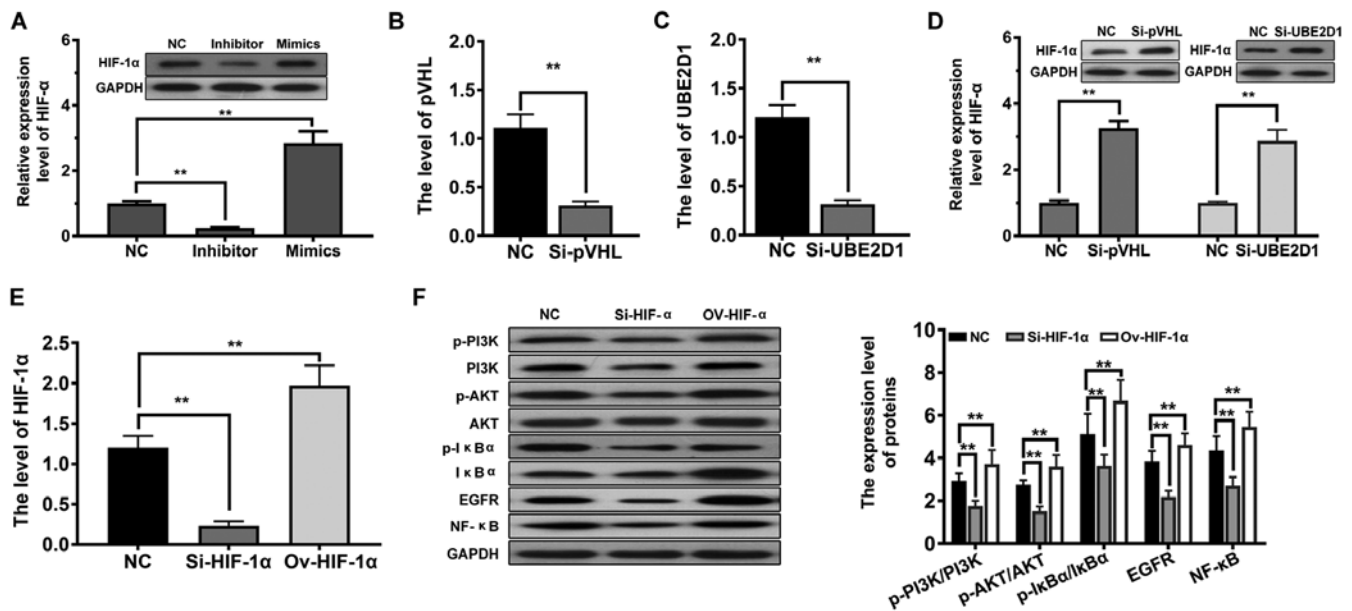 A
Relative expression
level of HIF-α
6
4
2
0
NC Inhibitor Mimics
HIF-1α
GAPDH
**
**
NC Inhibitor Mimics
B
The level of pVHL
2.0
1.5
1.0
0.5
0.0
**
NC Si-pVHL
C
The level of UBE2D1
2.0
1.5
1.0
0.5
0.0
**
NC Si-UBE2D1
D
Relative expression
level of HIF-α
6
4
2
0
NC Si-pVHL
HIF-1α
GAPDH
NC Si-UBE2D1
HIF-1α
GAPDH
**
**
NC Si-pVHL NC Si-UBE2D1
E
The level of HIF-1α
2.5
2.0
1.5
1.0
0.5
0.0
**
**
NC Si-HIF-1α Ov-HIF-1α
F
NC Si-HIF-α OV-HIF-α
p-PI3K
PI3K
p-AKT
AKT
p-IκBα
IκBα
EGFR
NF-κB
GAPDH
The expression level
of proteins
10
8
6
4
2
0
NC Si-HIF-1α Ov-HIF-1α
**
**
**
**
**
**
**
**
**
**
p-PI3K/PI3K
p-AKT/AKT
p-IκBα/IκBα
EGFR
NF-κB